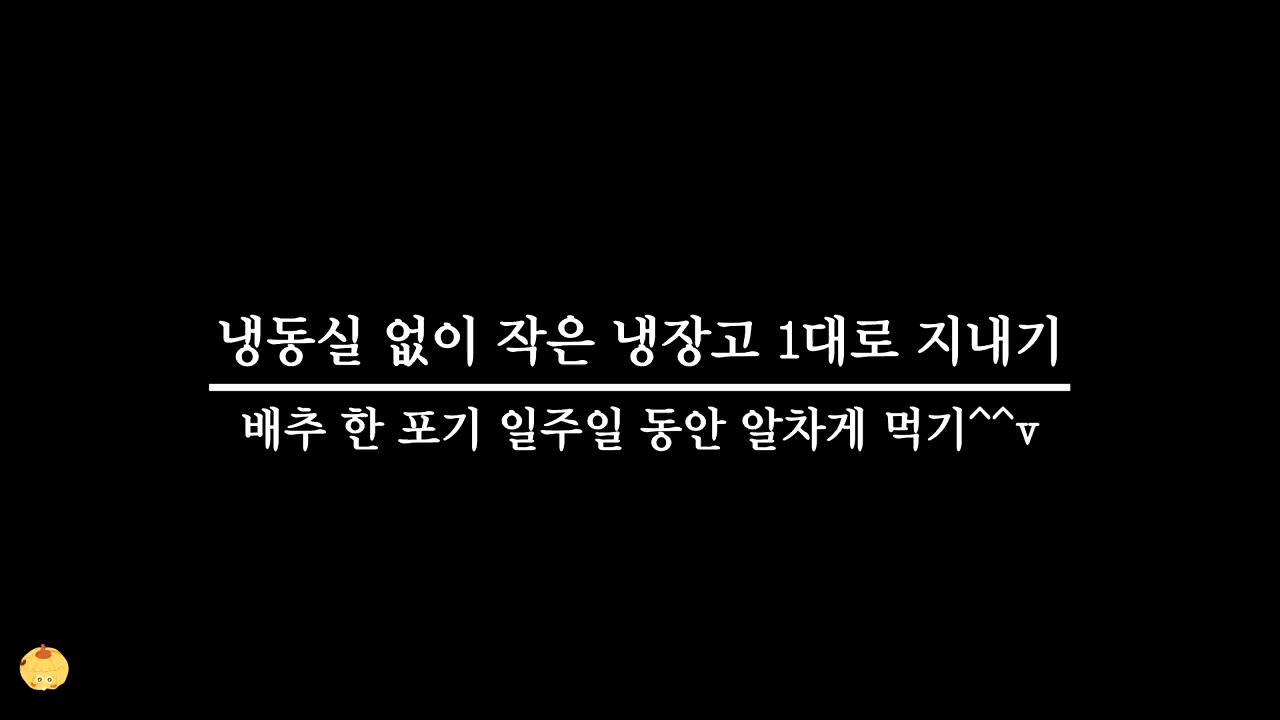 냉동실 없이 작은 냉장고 1대로 지내기
배추 한 포기 일주일 동안 알차게 먹기^^v